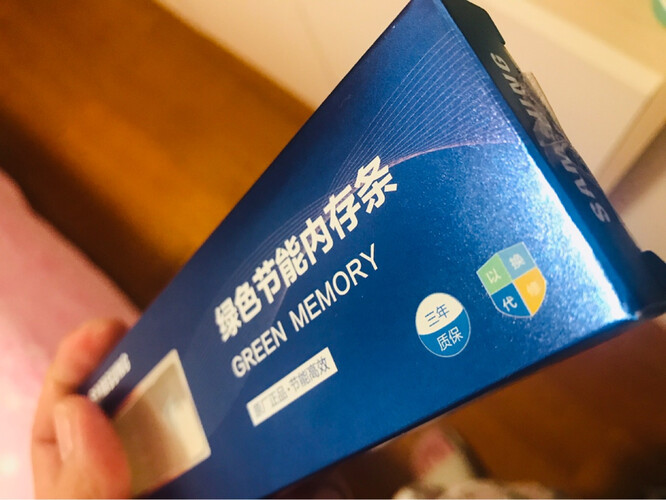 SAMSUNG
绿色节能内存条
GREEN MEMORY
原厂正品·节能高效
三年
质保
以换
代修
SAMSUNG